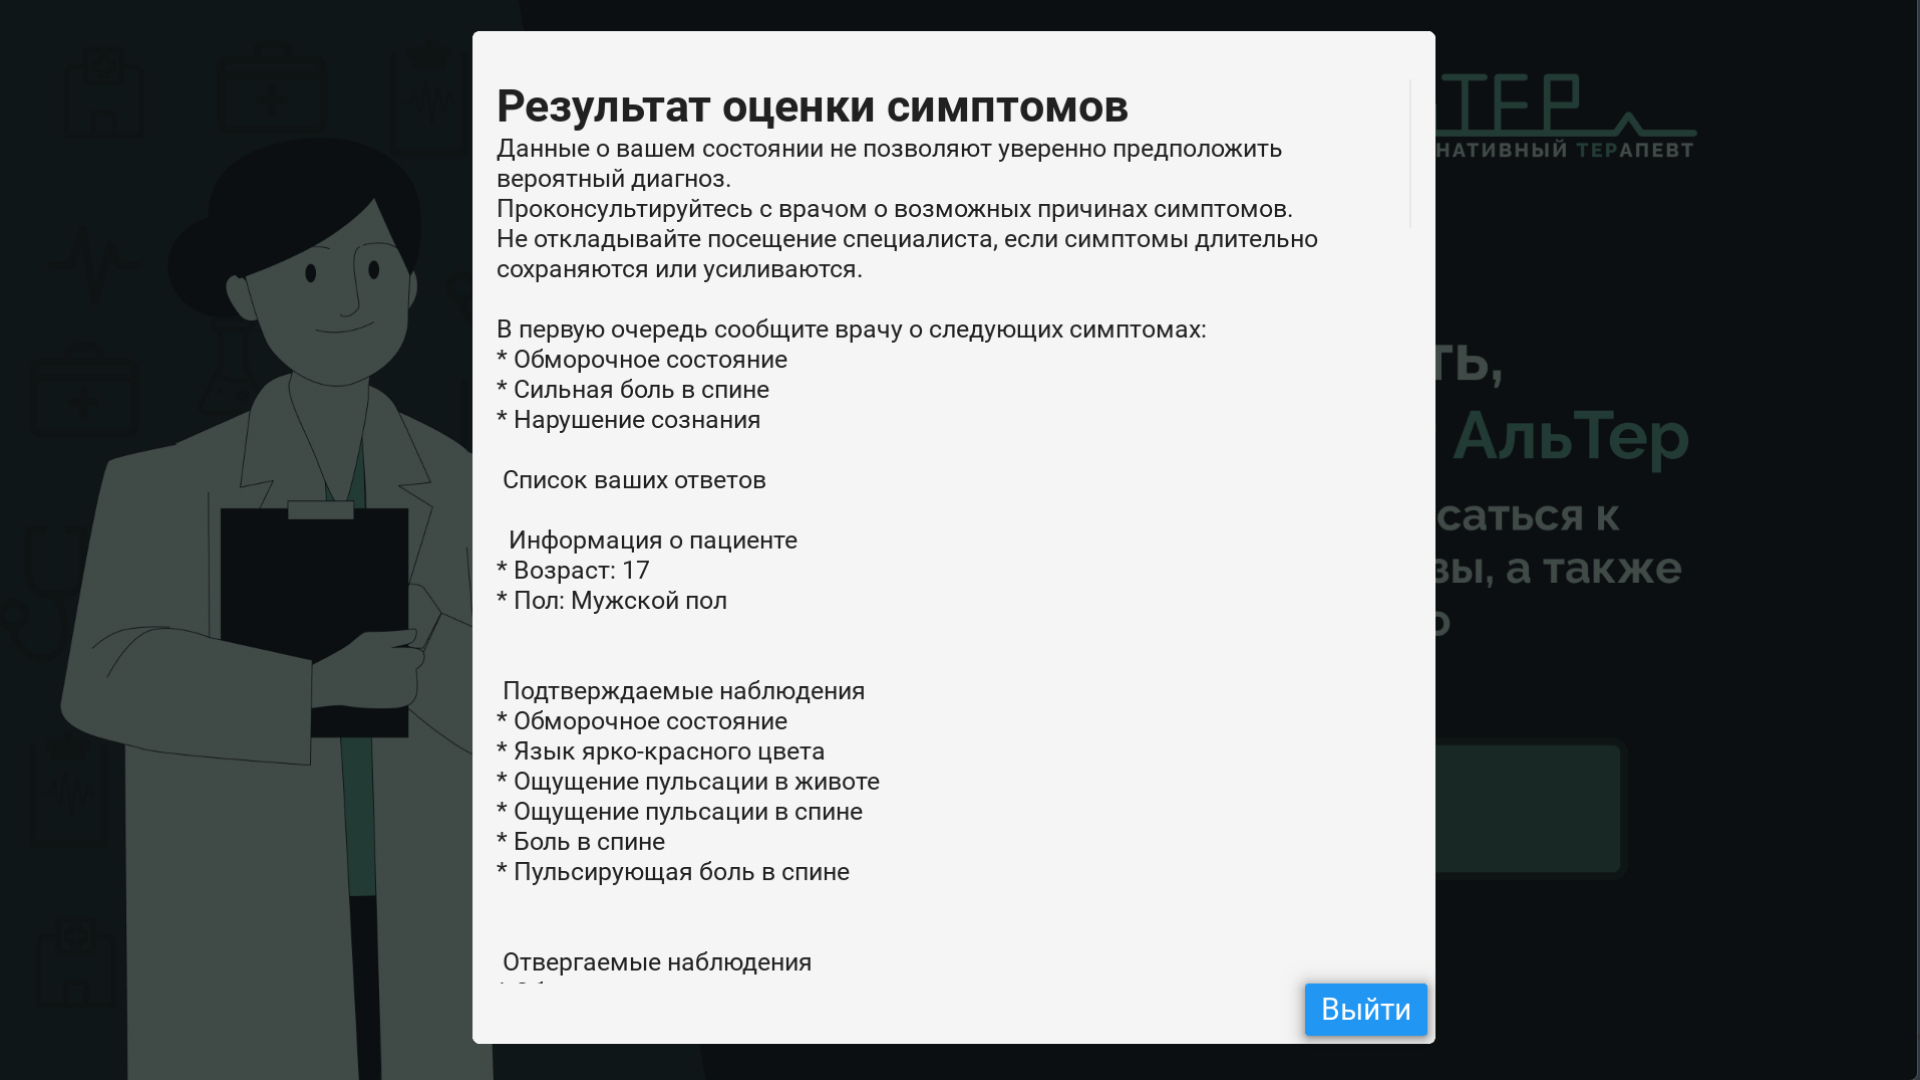 Результат оценки симптомов
Данные о вашем состоянии не позволяют уверенно предположить
вероятный диагноз.
Проконсультируйтесь с врачом о возможных причинах симптомов.
Не откладывайте посещение специалиста, если симптомы длительно
сохраняются или усиливаются.
В первую очередь сообщите врачу о следующих симптомах:
* Обморочное состояние
* Сильная боль в спине
* Нарушение сознания
Список ваших ответов
Информация о пациенте
* Возраст: 17
* Пол: Мужской пол
Подтверждаемые наблюдения
* Обморочное состояние
* Язык ярко-красного цвета
* Ощущение пульсации в животе
* Ощущение пульсации в спине
* Боль в спине
* Пульсирующая боль в спине
Отвергаемые наблюдения
Выйти
ТЕР
НАТИВНЫЙ ТЕРАПЕВТ
ть,
АльТер
саться к
зы, а также
о